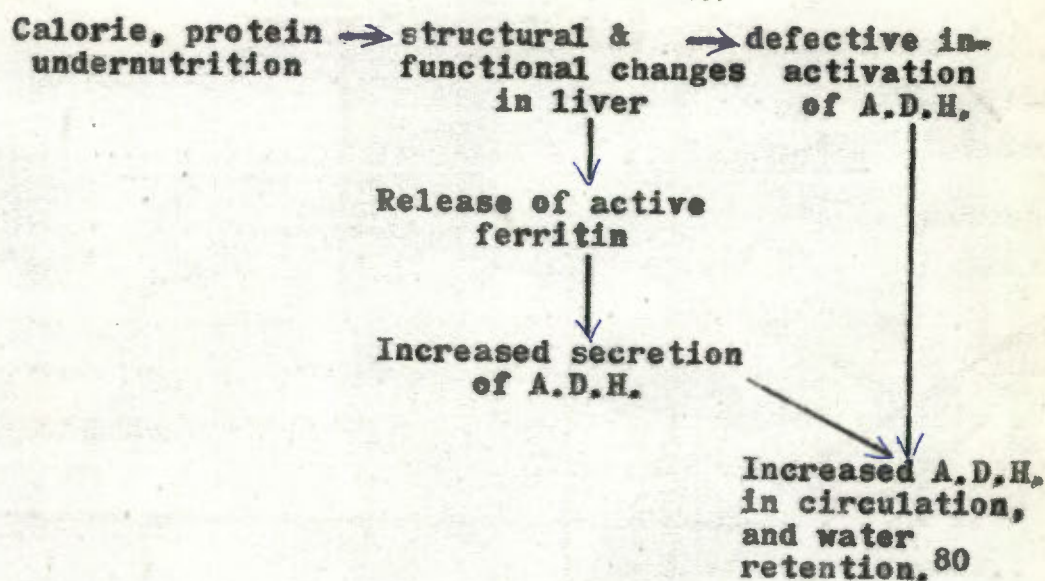 Calorie, protein
undernutrition
structural &
functional changes
in liver
defective in-
activation
of A.D.H.
Release of active
ferritin
Increased secretion
of A.D.H.
Increased A.D.H.
in circulation,
and water
retention.80